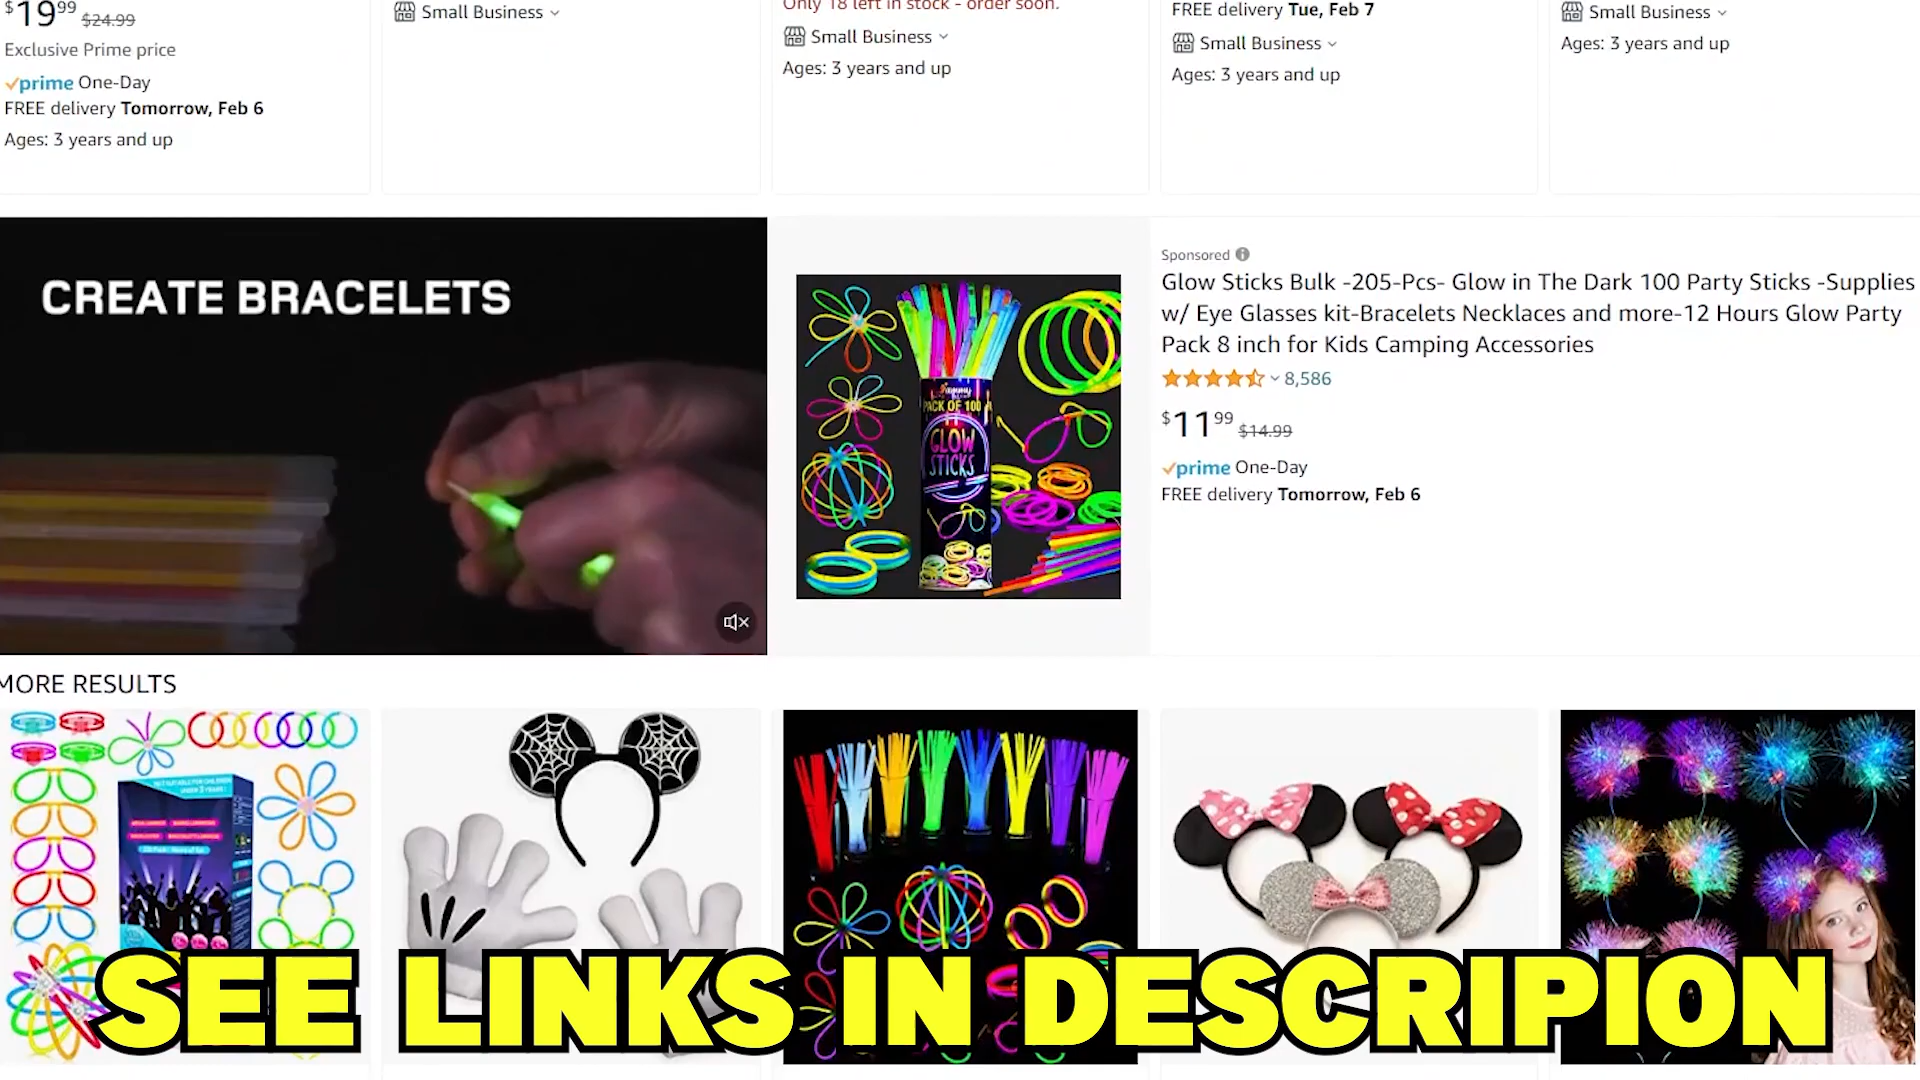 $19⁹⁹ $24.99
Exclusive Prime price
prime One-Day
FREE delivery Tomorrow, Feb 6
Ages: 3 years and up
Small Business
Only 18 left in stock - order soon.
Small Business
Ages: 3 years and up
FREE delivery Tue, Feb 7
Small Business
Ages: 3 years and up
Small Business
Ages: 3 years and up
CREATE BRACELETS
PACK OF 100
GLOW
STICKS
Sponsored
Glow Sticks Bulk -205-Pcs- Glow in The Dark 100 Party Sticks -Supplies
w/ Eye Glasses kit-Bracelets Necklaces and more-12 Hours Glow Party
Pack 8 inch for Kids Camping Accessories
8,586
$11⁹⁹ $14.99
prime One-Day
FREE delivery Tomorrow, Feb 6
MORE RESULTS
SEE LINKS IN DESCRIPION